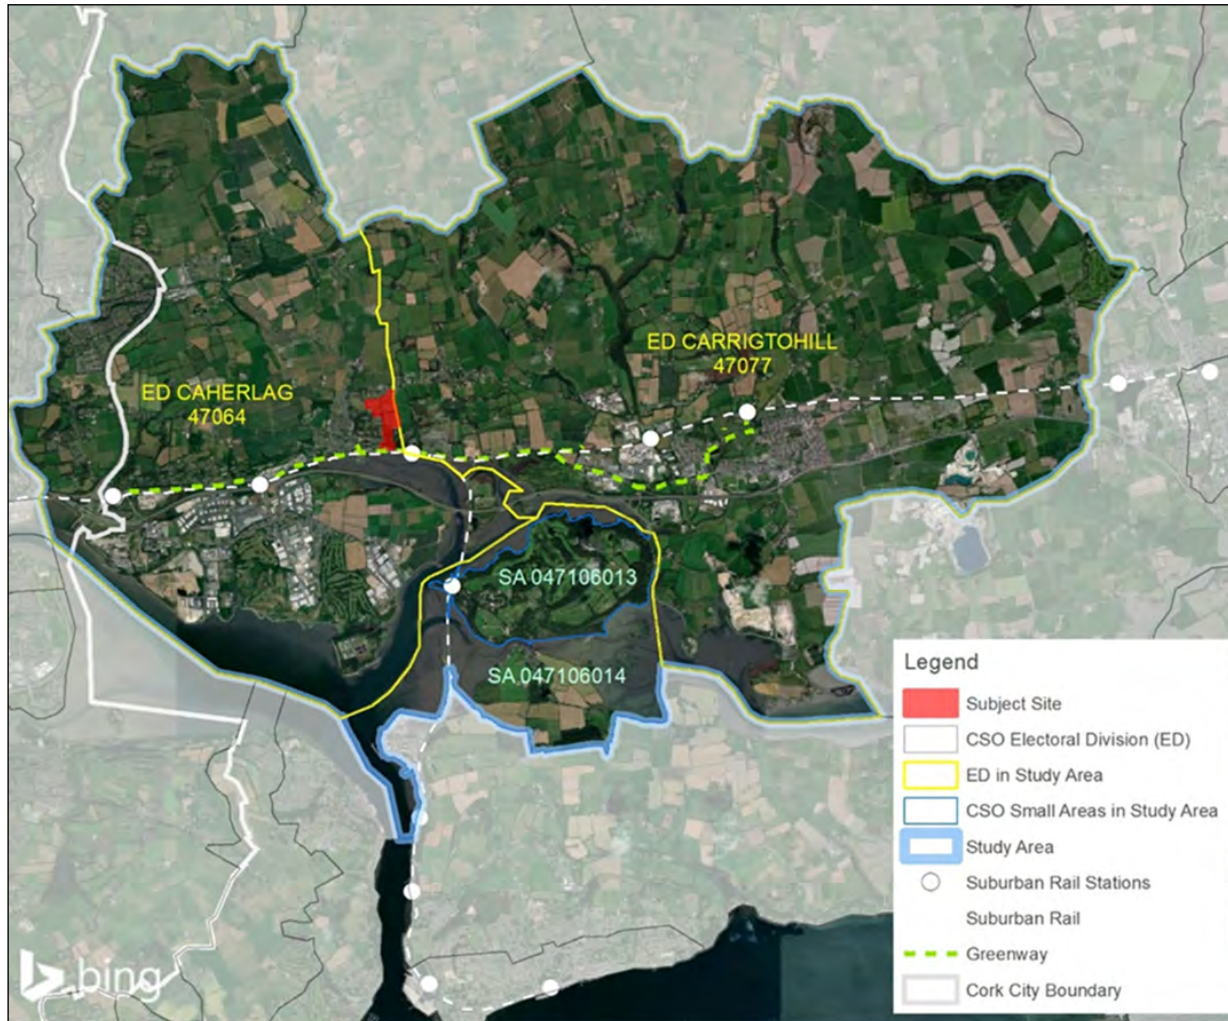 ED CARRIGTOHILL
47077
ED CAHERLAG
47064
SA 047106013
SA 047106014
Legend
Subject Site
CSO Electoral Division (ED)
ED in Study Area
CSO Small Areas in Study Area
Study Area
Suburban Rail Stations
Suburban Rail
Greenway
Cork City Boundary
bing